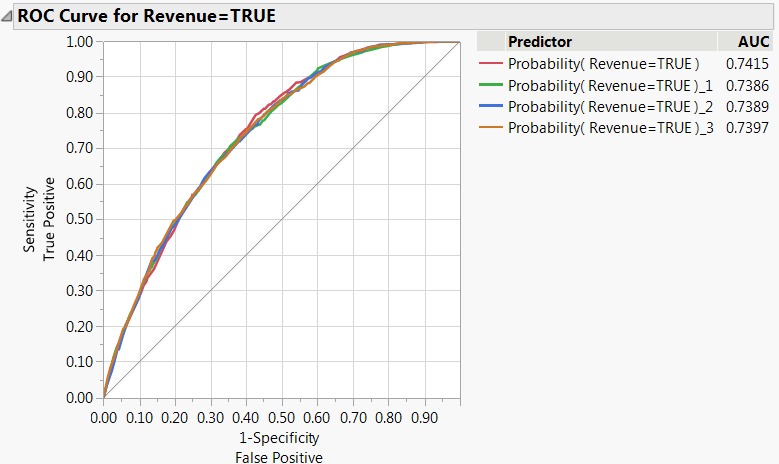 ROC Curve for Revenue=TRUE
1.00
0.90
0.80
0.70
0.60
0.50
0.40
0.30
0.20
0.10
0.00
Sensitivity
True Positive
0.00 0.10 0.20 0.30 0.40 0.50 0.60 0.70 0.80 0.90
1-Specificity
False Positive
Predictor AUC
Probability( Revenue=TRUE ) 0.7415
Probability( Revenue=TRUE )_1 0.7386
Probability( Revenue=TRUE )_2 0.7389
Probability( Revenue=TRUE )_3 0.7397